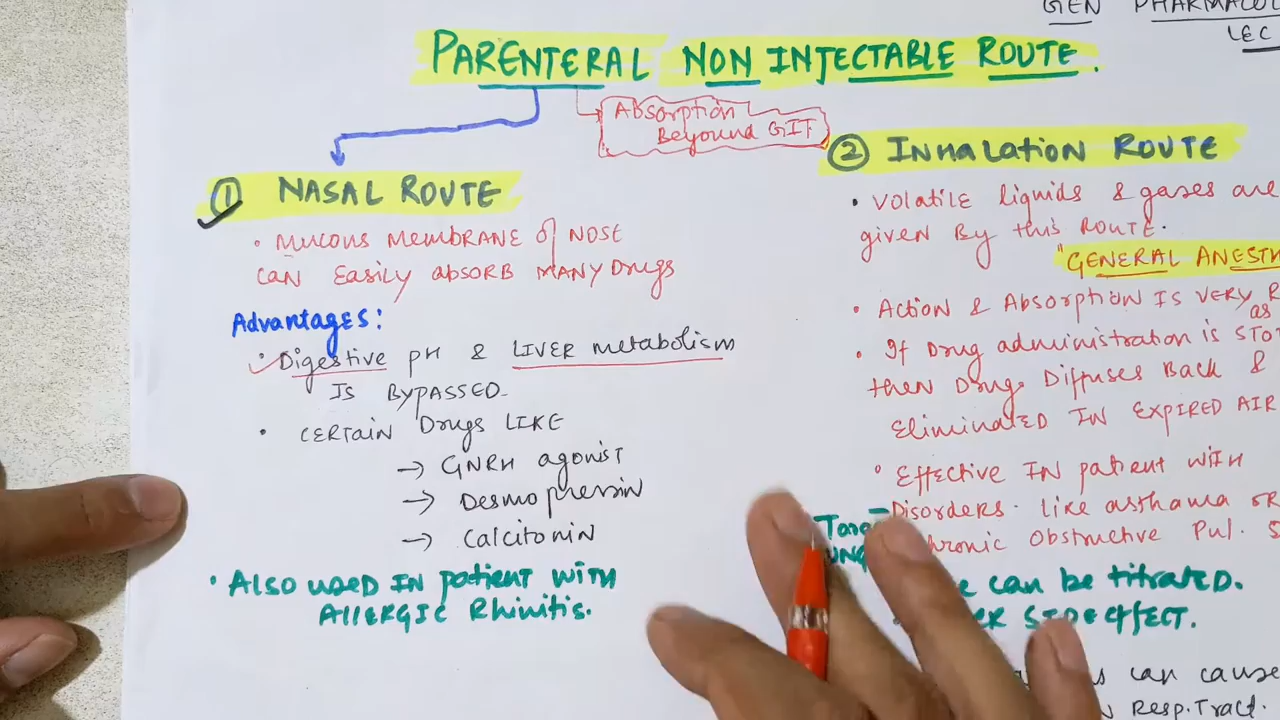 GEN PHARMACOL
LEC
PARENTERAL NON INJECTABLE ROUTE.
Absorption
Beyound GIT
① NASAL ROUTE
• Mucous MEMBRANE of NOSE
CAN Easily absorb MANY Drugs
Advantages:
• Digestive pH & LIVER metabolism
Is BYPASSED.
• CERTAIN Drugs LIKE
→ GNRH agonist
→ Desmopressin
→ Calcitonin
• Also used IN patient with
ALLERGIC Rhinitis.
② INHALATION ROUTE
• Volatile liquids & gases are
given By this Route.
"GENERAL ANESTH
• Action & Absorption Is VERY R
as
• If Drug administration is STO
then Drug Diffuses Back &
Eliminated IN EXPIRED AIR
• Effective IN patient with
Disorders. like asthama OR
Chronic Obstructive Pul.
can be titrated.
SIDE effect.
can cause
Resp. Tract.